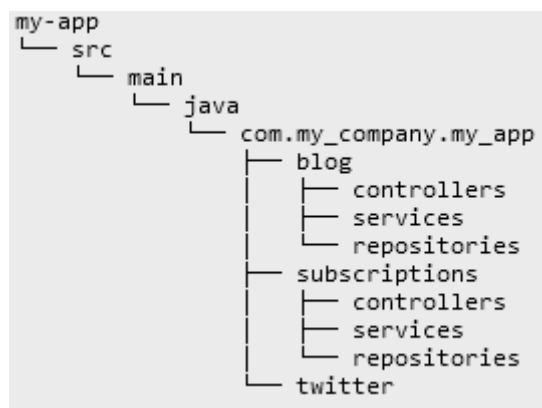 my-app
└── src
    └── main
        └── java
            └── com.my_company.my_app
                ├── blog
                │   ├── controllers
                │   ├── services
                │   └── repositories
                ├── subscriptions
                │   ├── controllers
                │   ├── services
                │   └── repositories
                └── twitter